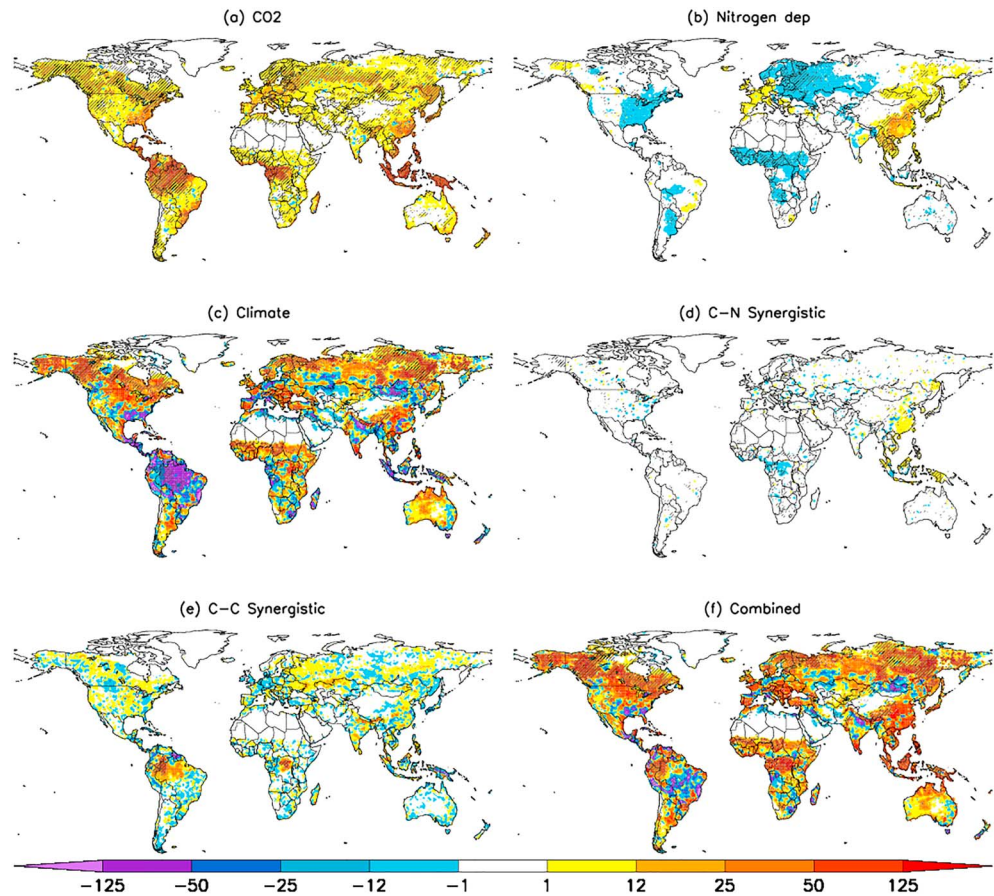 (a) CO2
(b) Nitrogen dep
(c) Climate
(d) C-N Synergistic
(e) C-C Synergistic
(f) Combined
-125 -50 -25 -12 -1 1 12 25 50 125